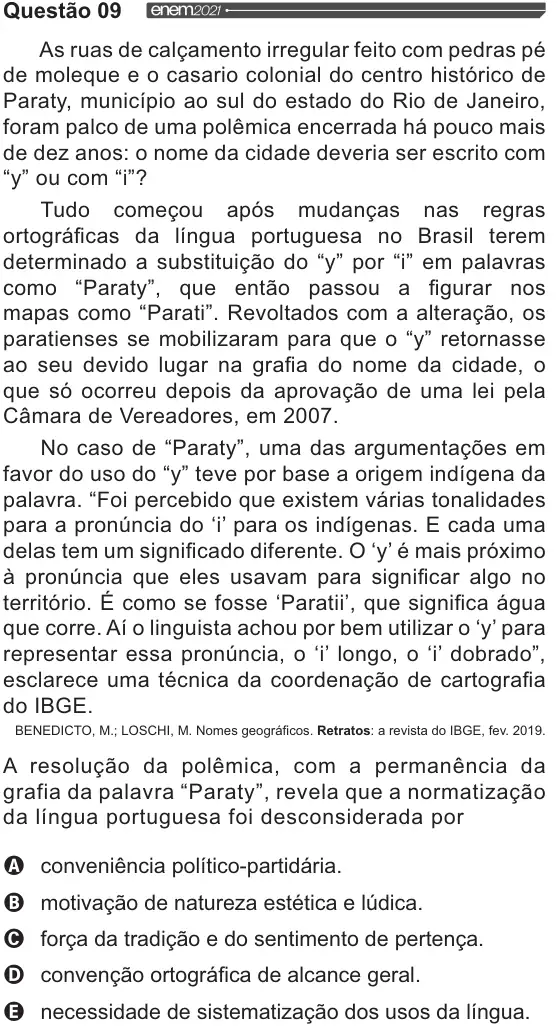 Questão 09 enem2021
As ruas de calçamento irregular feito com pedras pé
de moleque e o casario colonial do centro histórico de
Paraty, município ao sul do estado do Rio de Janeiro,
foram palco de uma polêmica encerrada há pouco mais
de dez anos: o nome da cidade deveria ser escrito com
“y” ou com “i”?
Tudo começou após mudanças nas regras
ortográficas da língua portuguesa no Brasil terem
determinado a substituição do “y” por “i” em palavras
como “Paraty”, que então passou a figurar nos
mapas como “Parati”. Revoltados com a alteração, os
paratienses se mobilizaram para que o “y” retornasse
ao seu devido lugar na grafia do nome da cidade, o
que só ocorreu depois da aprovação de uma lei pela
Câmara de Vereadores, em 2007.
No caso de “Paraty”, uma das argumentações em
favor do uso do “y” teve por base a origem indígena da
palavra. “Foi percebido que existem várias tonalidades
para a pronúncia do ‘i’ para os indígenas. E cada uma
delas tem um significado diferente. O ‘y’ é mais próximo
à pronúncia que eles usavam para significar algo no
território. É como se fosse ‘Paratii’, que significa água
que corre. Aí o linguista achou por bem utilizar o ‘y’ para
representar essa pronúncia, o ‘i’ longo, o ‘i’ dobrado”,
esclarece uma técnica da coordenação de cartografia
do IBGE.
BENEDICTO, M.; LOSCHI, M. Nomes geográficos. Retratos: a revista do IBGE, fev. 2019.
A resolução da polêmica, com a permanência da
grafia da palavra “Paraty”, revela que a normatização
da língua portuguesa foi desconsiderada por
A conveniência político-partidária.
B motivação de natureza estética e lúdica.
C força da tradição e do sentimento de pertença.
D convenção ortográfica de alcance geral.
E necessidade de sistematização dos usos da língua.